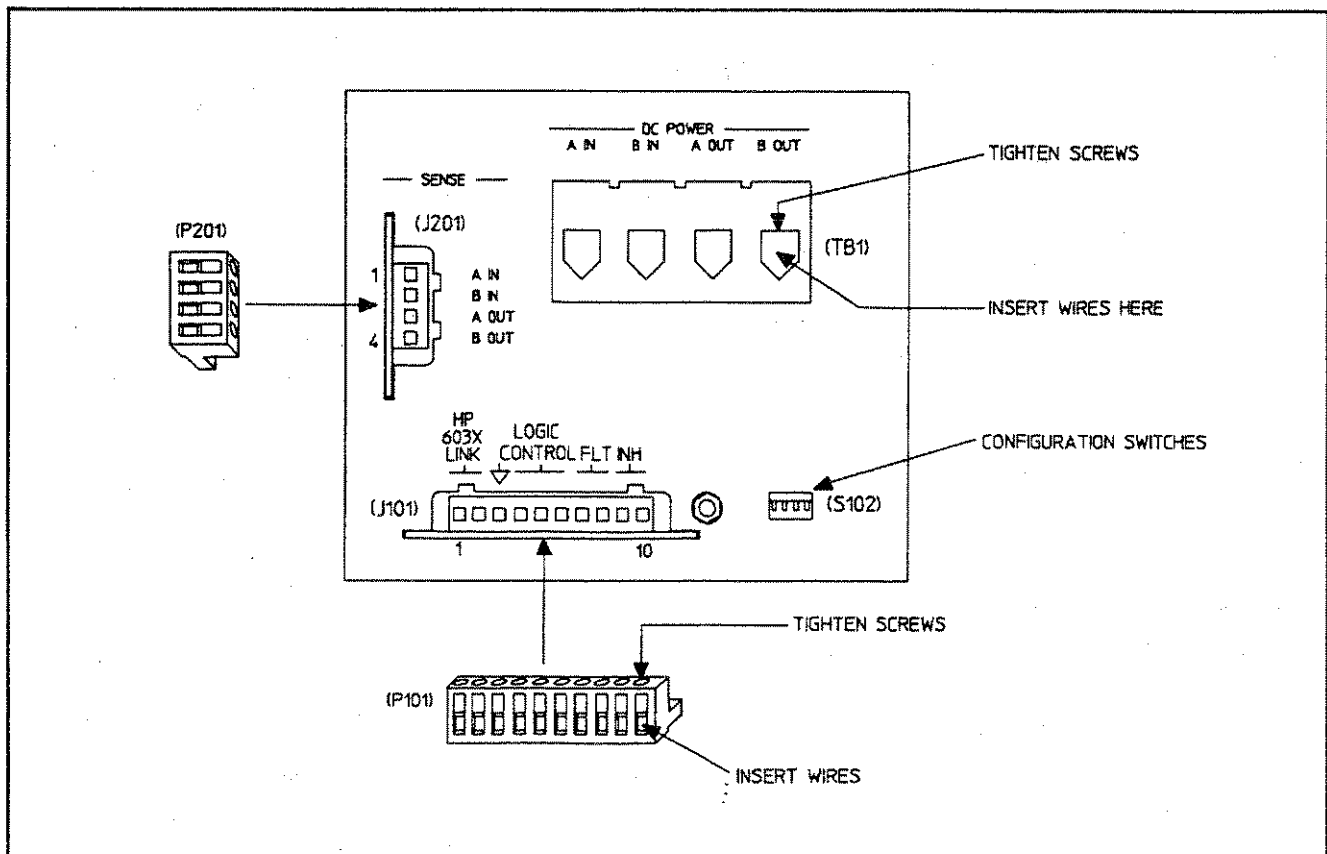 DC POWER
A IN B IN A OUT B OUT
TIGHTEN SCREWS
SENSE
(P201)
(J201)
(TB1)
1 A IN
B IN
A OUT
4 B OUT
INSERT WIRES HERE
HP
603X
LINK
LOGIC
CONTROL
FLT
INH
CONFIGURATION SWITCHES
(J101)
(S102)
1
10
TIGHTEN SCREWS
(P101)
INSERT WIRES